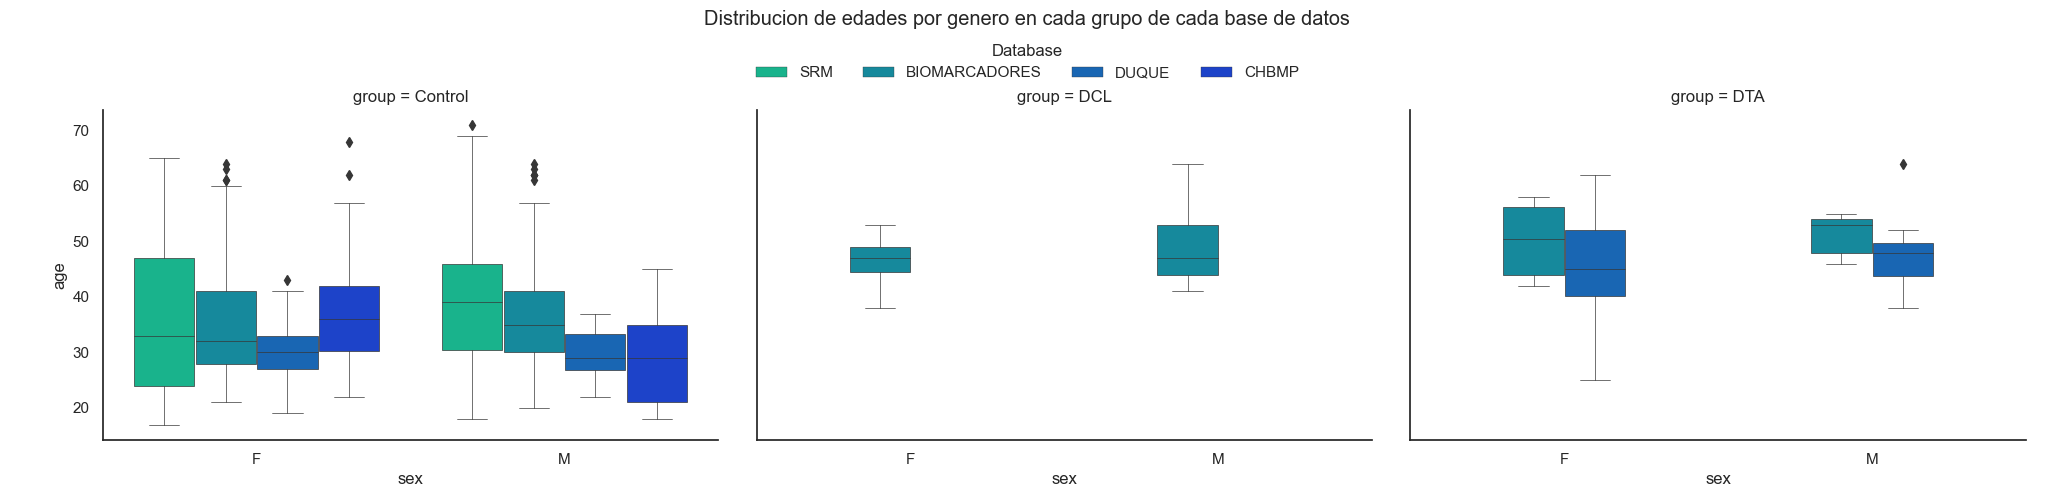 Distribucion de edades por genero en cada grupo de cada base de datos
Database
SRM BIOMARCADORES DUQUE CHBMP
group = Control group = DCL group = DTA
70
60
50
age
40
30
20
F M F M F M
sex sex sex